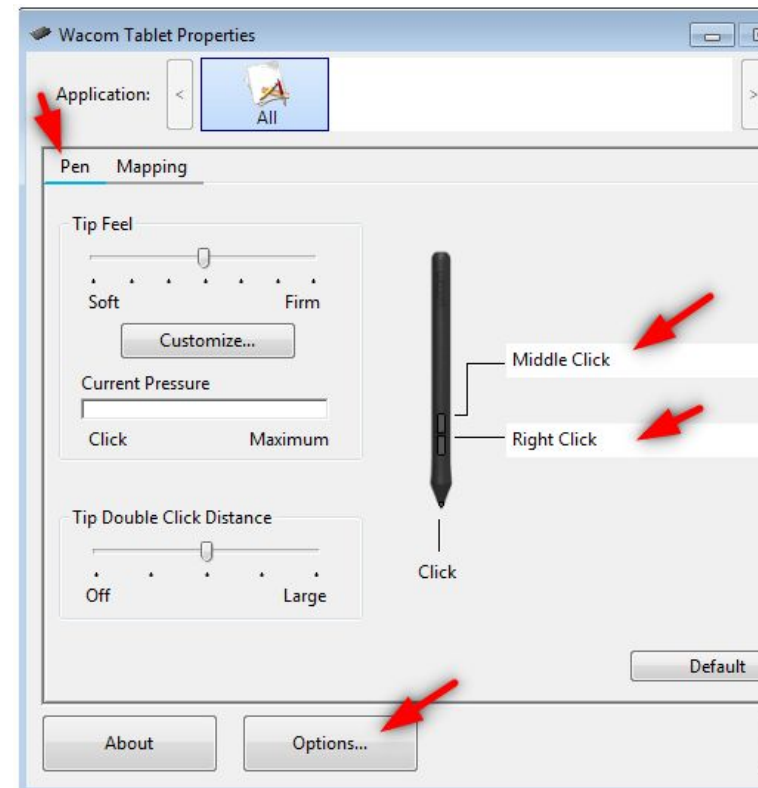 Wacom Tablet Properties
Application:
<
All
>
Pen Mapping
Tip Feel
Soft Firm
Customize...
Current Pressure
Click Maximum
Tip Double Click Distance
Off Large
Middle Click
Right Click
Click
Default
About Options...